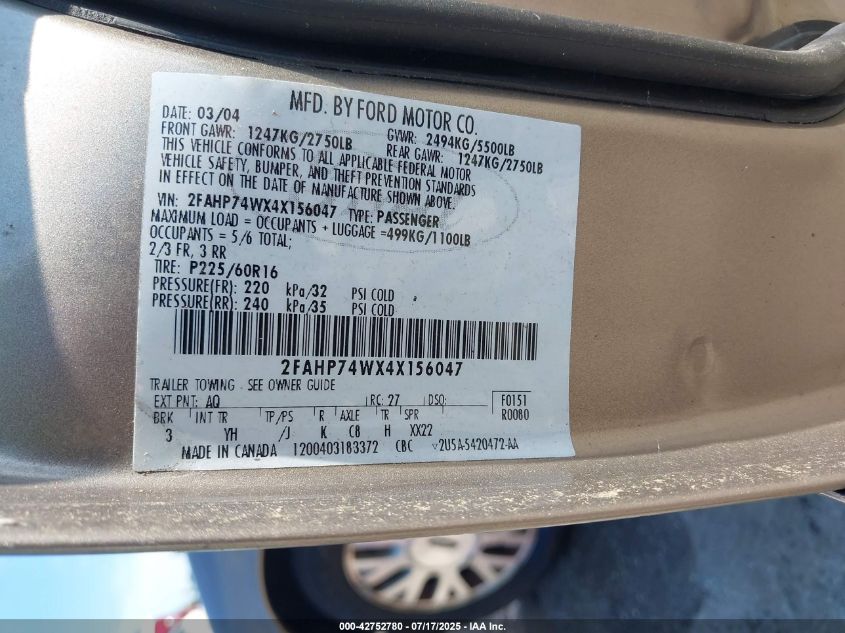 MFD. BY FORD MOTOR CO.
DATE: 03/04 GVWR: 2494KG/5500LB
FRONT GAWR: 1247KG/2750LB REAR GAWR: 1247KG/2750LB
THIS VEHICLE CONFORMS TO ALL APPLICABLE FEDERAL MOTOR
VEHICLE SAFETY, BUMPER, AND THEFT PREVENTION STANDARDS
IN EFFECT ON THE DATE OF MANUFACTURE SHOWN ABOVE.
VIN: 2FAHP74WX4X156047 TYPE: PASSENGER
MAXIMUM LOAD = OCCUPANTS + LUGGAGE =499KG/1100LB
OCCUPANTS = 5/6 TOTAL;
2/3 FR, 3 RR
TIRE: P225/60R16
PRESSURE(FR): 220 kPa/32 PSI COLD
PRESSURE(RR): 240 kPa/35 PSI COLD
2FAHP74WX4X156047
TRAILER TOWING - SEE OWNER GUIDE
EXT PNT: AQ RC: 27 DSO: F0151
BRK INT TR TP/PS R AXLE TR SPR R0080
3 YH /J K C8 H XX22
MADE IN CANADA 1200403183372 CBC V2U5A-5420472-AA
000-42752780 - 07/17/2025 - IAA Inc.